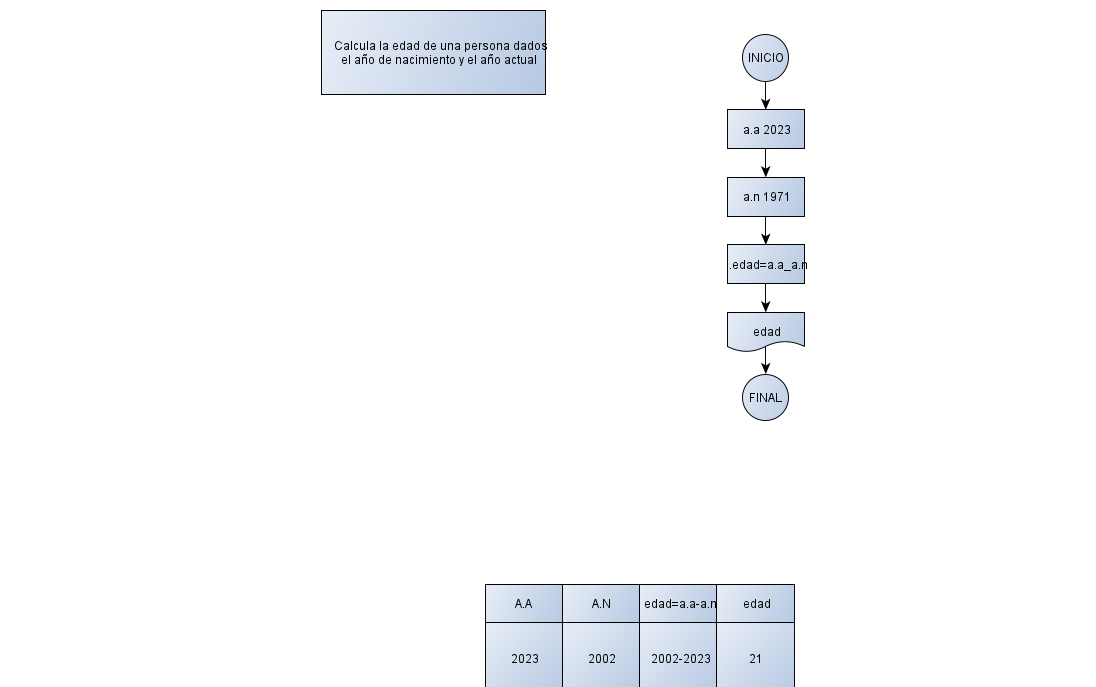 Calcula la edad de una persona dados
el año de nacimiento y el año actual
INICIO
a.a 2023
a.n 1971
.edad=a.a_a.n
edad
FINAL
A.A A.N edad=a.a-a.n edad
2023 2002 2002-2023 21